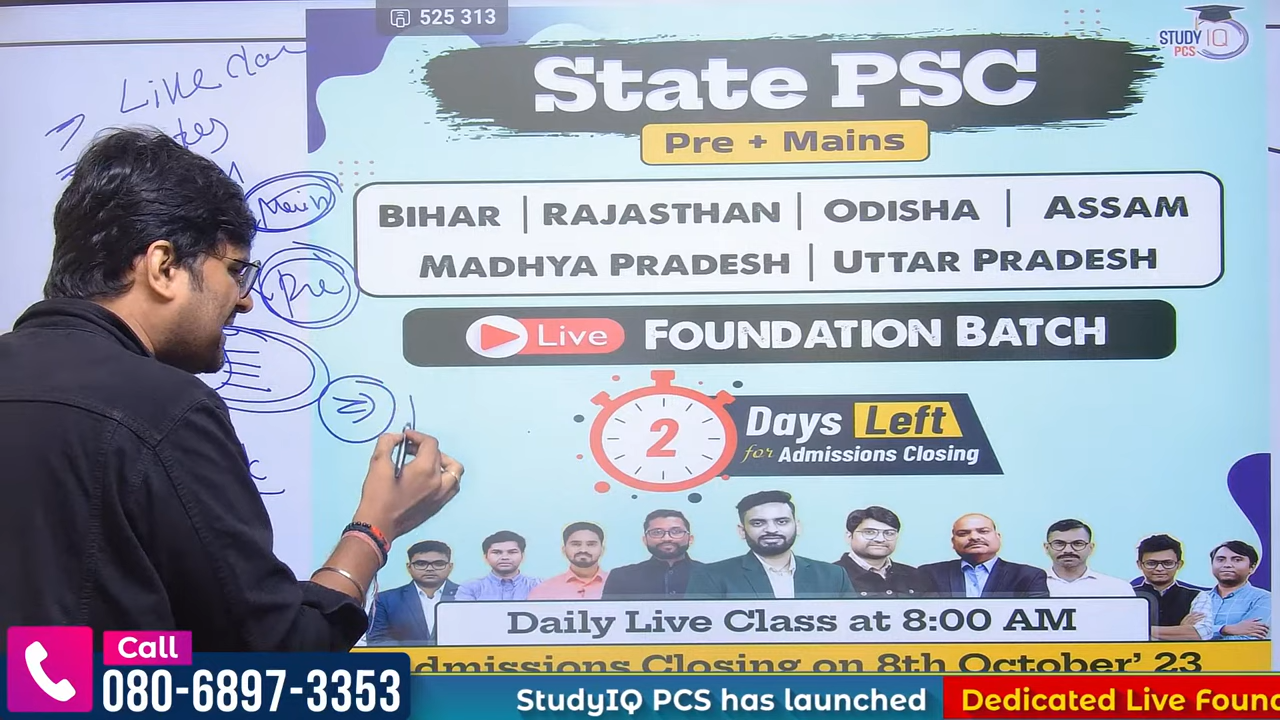 525 313
STUDY IQ
PCS
State PSC
Pre + Mains
Live
Main
Pre
BIHAR | RAJASTHAN | ODISHA | ASSAM
MADHYA PRADESH | UTTAR PRADESH
Live FOUNDATION BATCH
2 Days Left
for Admissions Closing
Daily Live Class at 8:00 AM
dmissions Closing on 8th October' 23
Call
080-6897-3353
StudyIQ PCS has launched Dedicated Live Founda